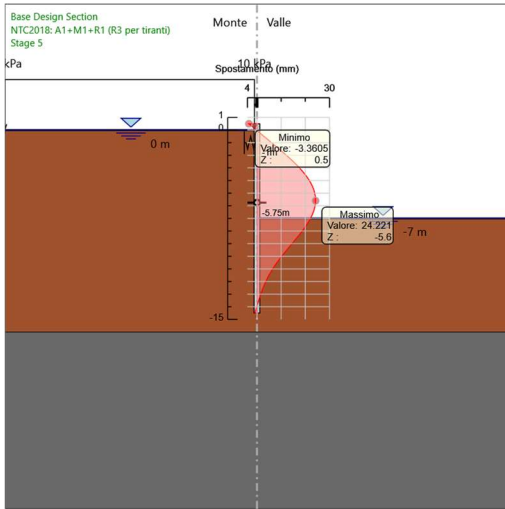 Base Design Section
NTC2018: A1+M1+R1 (R3 per tiranti)
Stage 5
Monte
Valle
kPa
10 kPa
Spostamento (mm)
4
30
1
0
0 m
Minimo
Valore: -3.3605
Z : 0.5
-5.75m
Massimo
Valore: 24.221
Z : -5.6
-7 m
-15